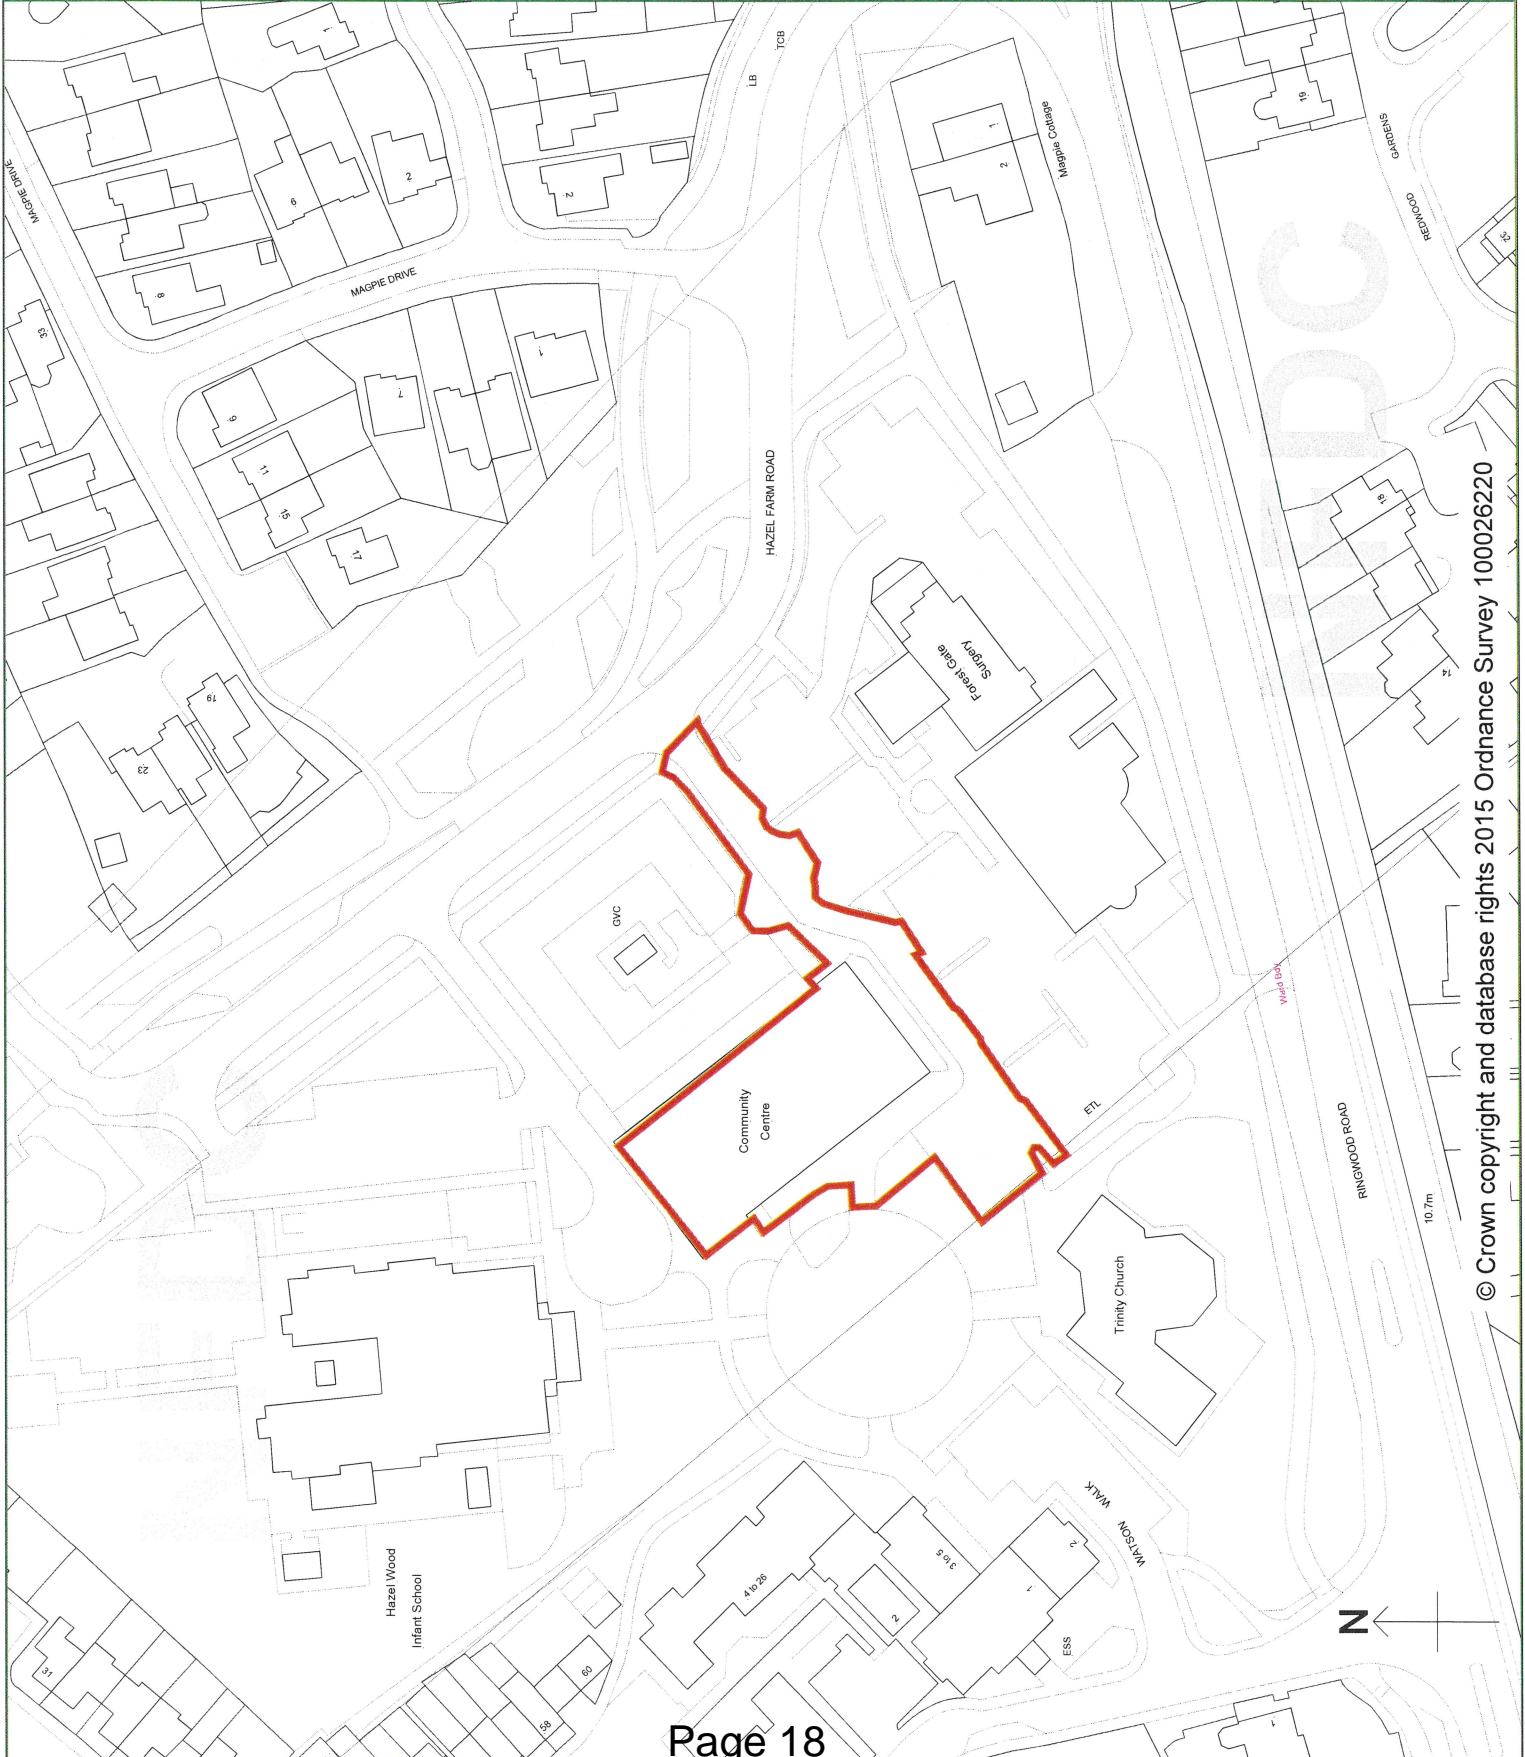 MAGPIE DRIVE
1
LB
TCB
2
6
2
8
MAGPIE DRIVE
33
1
2
Magpie Cottage
19
GARDENS
REDWOOD
32
9
7
1
11
15
17
HAZEL FARM ROAD
18
14
Forest Gate
Surgery
19
23
GVC
Ward Bdy
Community
Centre
ETL
RINGWOOD ROAD
10.7m
Trinity Church
WALK
WATSON
Hazel Wood
Infant School
4 to 26
3 to 5
2
2
1
ESS
31
60
58
1
N
NFDC
© Crown copyright and database rights 2015 Ordnance Survey 100026220
Page 18